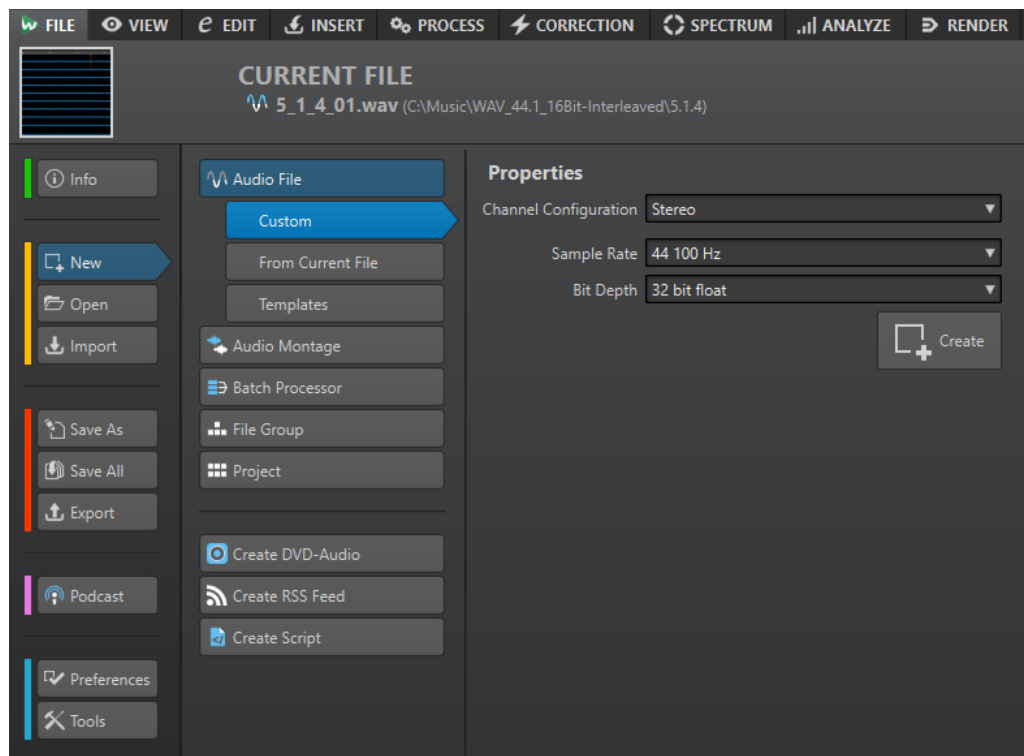 FILE VIEW EDIT INSERT PROCESS CORRECTION SPECTRUM ANALYZE RENDER
CURRENT FILE
5_1_4_01.wav (C:\Music\WAV_44.1_16Bit-Interleaved\5.1.4)
Info
New
Open
Import
Save As
Save All
Export
Podcast
Preferences
Tools
Audio File
Custom
From Current File
Templates
Audio Montage
Batch Processor
File Group
Project
Create DVD-Audio
Create RSS Feed
Create Script
Properties
Channel Configuration Stereo
Sample Rate 44 100 Hz
Bit Depth 32 bit float
Create